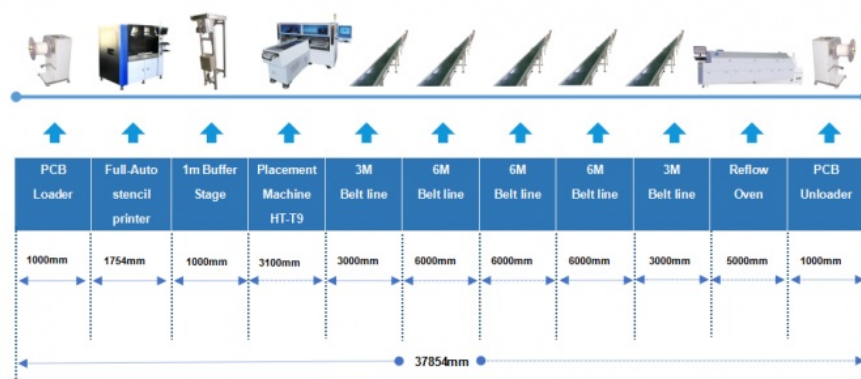 PCB
Loader
Full-Auto
stencil
printer
1m Buffer
Stage
Placement
Machine
HT-T9
3M
Belt line
6M
Belt line
6M
Belt line
6M
Belt line
3M
Belt line
Reflow
Oven
PCB
Unloader
1000mm
1754mm
1000mm
3100mm
3000mm
6000mm
6000mm
6000mm
3000mm
5000mm
1000mm
37854mm